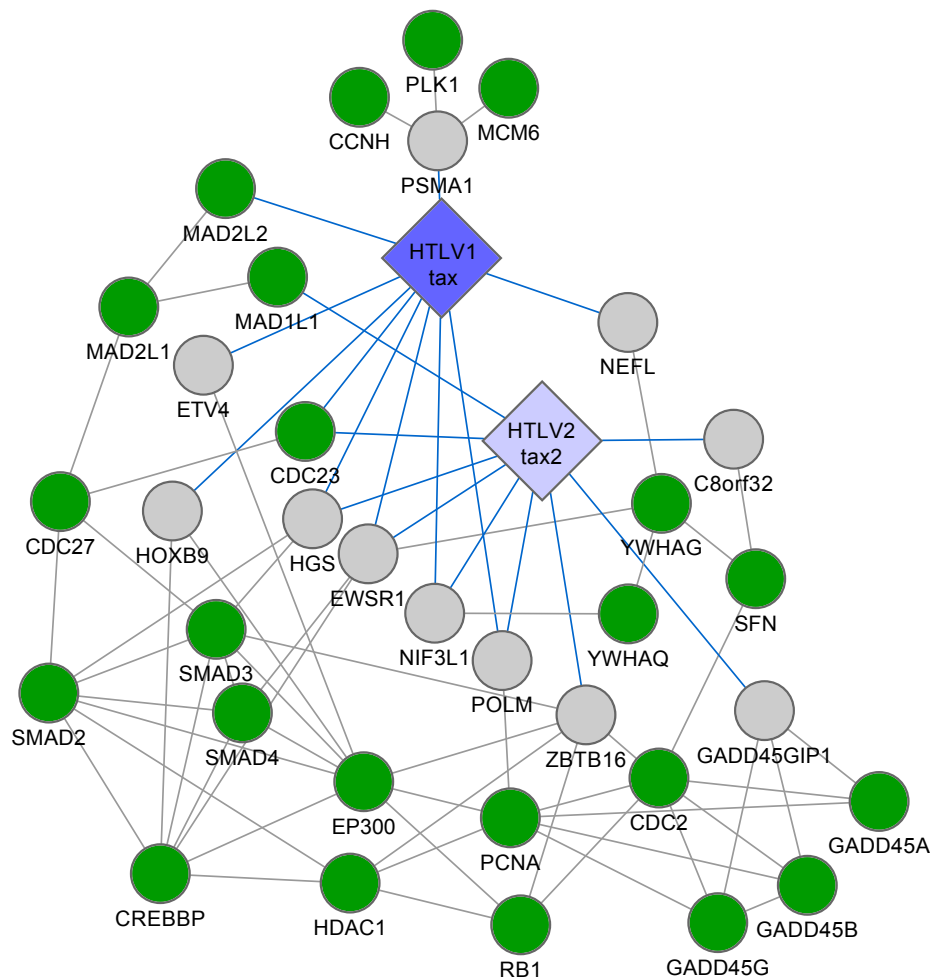 PLK1
CCNH
MCM6
PSMA1
MAD2L2
HTLV1
tax
MAD1L1
MAD2L1
NEFL
ETV4
HTLV2
tax2
CDC23
C8orf32
CDC27
HOXB9
HGS
YWHAG
EWSR1
SFN
NIF3L1
YWHAQ
SMAD3
POLM
SMAD2
SMAD4
ZBTB16
GADD45GIP1
EP300
CDC2
PCNA
GADD45A
CREBBP
HDAC1
GADD45B
RB1
GADD45G